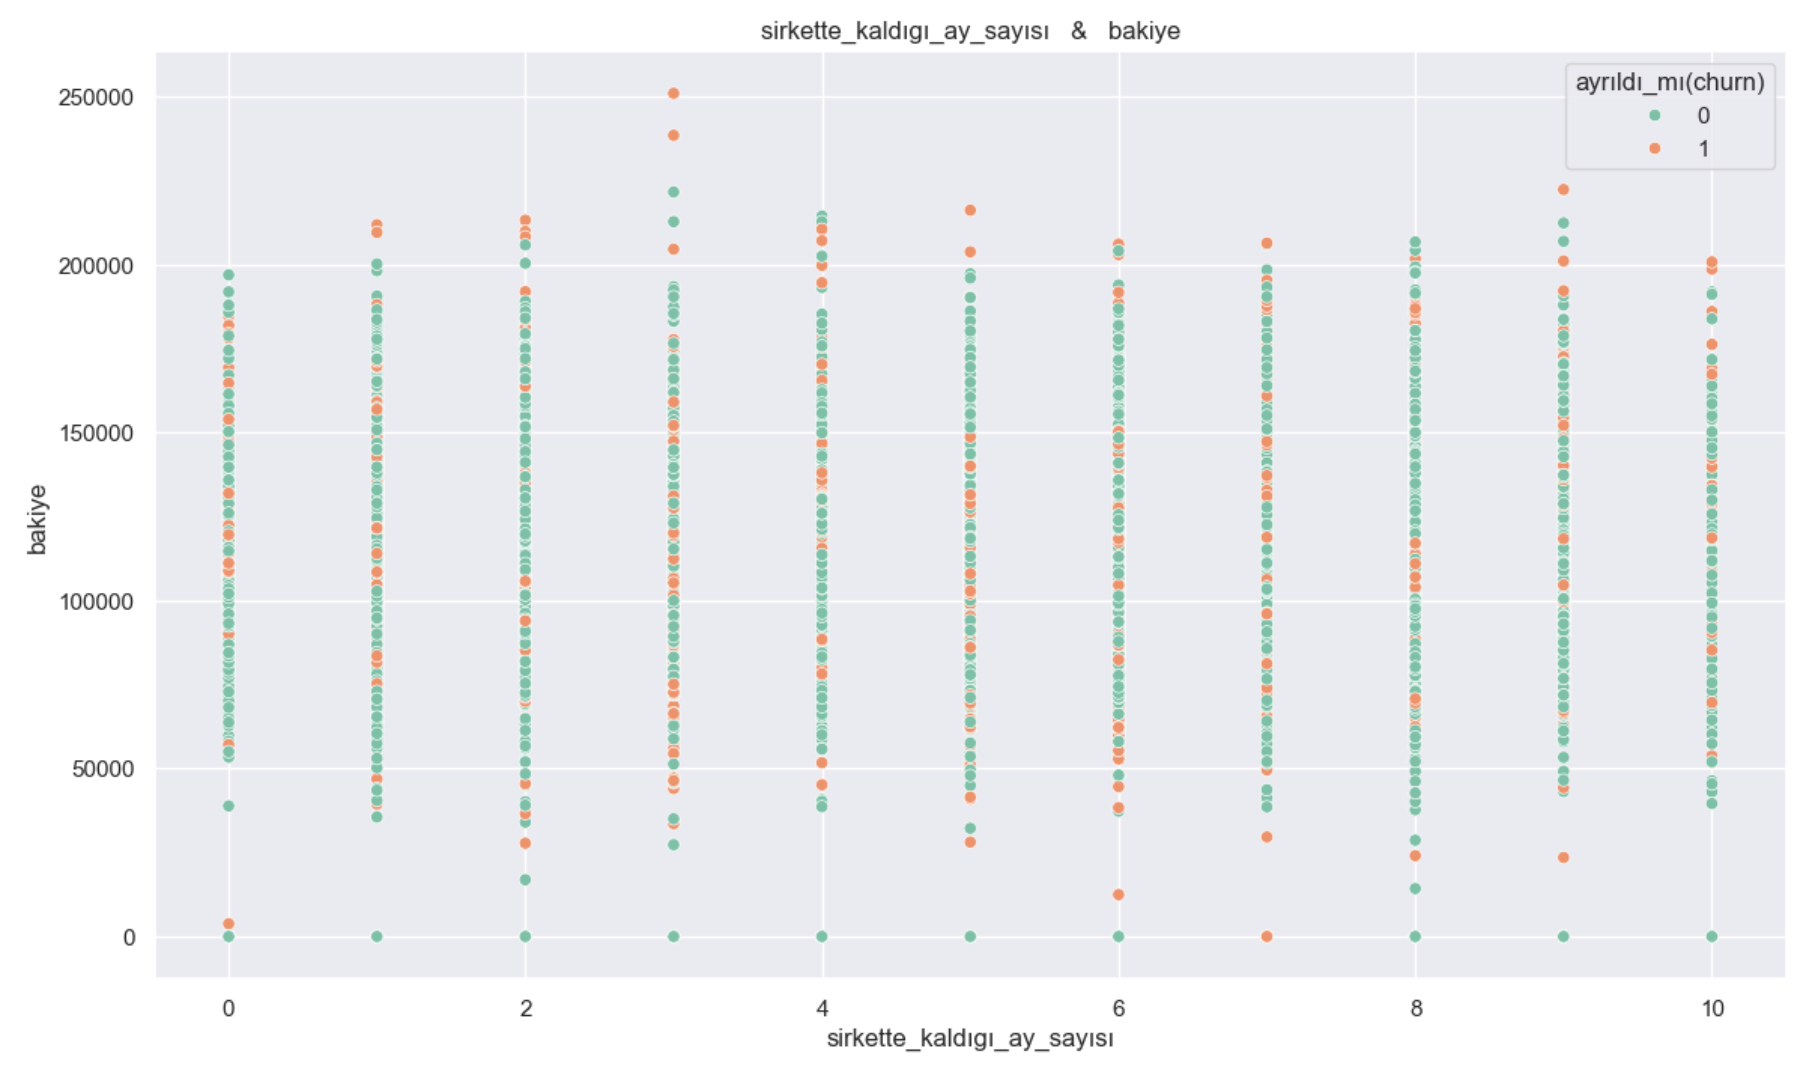 sirkette_kaldıgı_ay_sayısı & bakiye
ayrıldı_mı(churn)
0
1
250000
200000
150000
100000
50000
0
bakiye
0 2 4 6 8 10
sirkette_kaldıgı_ay_sayısı